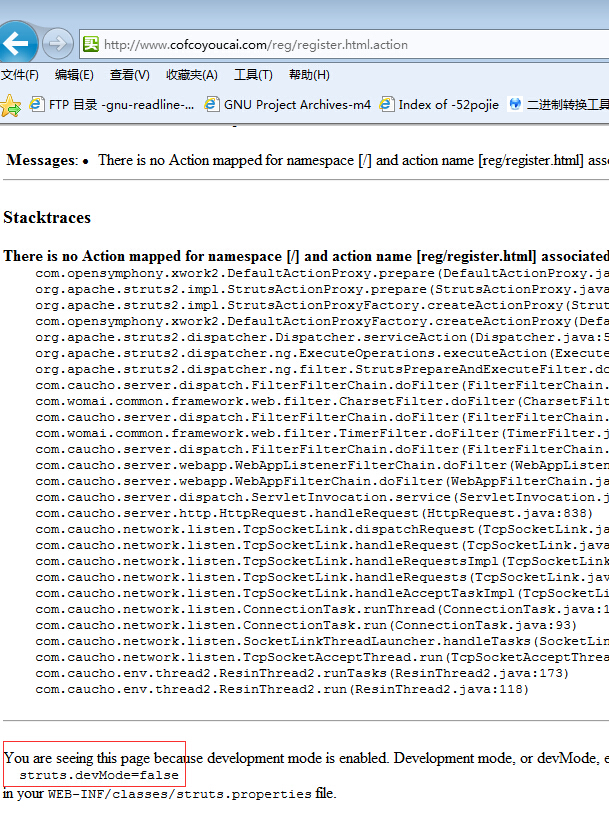 http://www.cofcoyoucai.com/reg/register.html.action
文件(F) 编辑(E) 查看(V) 收藏夹(A) 工具(T) 帮助(H)
FTP 目录 -gnu-readline-... GNU Project Archives-m4 Index of -52pojie 二进制转换工具
Messages: • There is no Action mapped for namespace [/] and action name [reg/register.html] asso
Stacktraces
There is no Action mapped for namespace [/] and action name [reg/register.html] associated
com.opensymphony.xwork2.DefaultActionProxy.prepare(DefaultActionProxy.ja
org.apache.struts2.impl.StrutsActionProxy.prepare(StrutsActionProxy.java
org.apache.struts2.impl.StrutsActionProxyFactory.createActionProxy(Strut
com.opensymphony.xwork2.DefaultActionProxyFactory.createActionProxy(Defa
org.apache.struts2.dispatcher.Dispatcher.serviceAction(Dispatcher.java:5
org.apache.struts2.dispatcher.ng.ExecuteOperations.executeAction(Execute
org.apache.struts2.dispatcher.ng.filter.StrutsPrepareAndExecuteFilter.do
com.caucho.server.dispatch.FilterFilterChain.doFilter(FilterFilterChain.
com.womai.common.framework.web.filter.CharsetFilter.doFilter(CharsetFilt
com.caucho.server.dispatch.FilterFilterChain.doFilter(FilterFilterChain.
com.womai.common.framework.web.filter.TimerFilter.doFilter(TimerFilter.j
com.caucho.server.dispatch.FilterFilterChain.doFilter(FilterFilterChain.
com.caucho.server.webapp.WebAppListenerFilterChain.doFilter(WebAppListen
com.caucho.server.webapp.WebAppFilterChain.doFilter(WebAppFilterChain.ja
com.caucho.server.dispatch.ServletInvocation.service(ServletInvocation.j
com.caucho.server.http.HttpRequest.handleRequest(HttpRequest.java:838)
com.caucho.network.listen.TcpSocketLink.dispatchRequest(TcpSocketLink.ja
com.caucho.network.listen.TcpSocketLink.handleRequest(TcpSocketLink.java
com.caucho.network.listen.TcpSocketLink.handleRequestsImpl(TcpSocketLink
com.caucho.network.listen.TcpSocketLink.handleRequests(TcpSocketLink.jav
com.caucho.network.listen.TcpSocketLink.handleAcceptTaskImpl(TcpSocketLi
com.caucho.network.listen.ConnectionTask.runThread(ConnectionTask.java:1
com.caucho.network.listen.ConnectionTask.run(ConnectionTask.java:93)
com.caucho.network.listen.SocketLinkThreadLauncher.handleTasks(SocketLin
com.caucho.network.listen.TcpSocketAcceptThread.run(TcpSocketAcceptThrea
com.caucho.env.thread2.ResinThread2.runTasks(ResinThread2.java:173)
com.caucho.env.thread2.ResinThread2.run(ResinThread2.java:118)
You are seeing this page because development mode is enabled. Development mode, or devMode, e
struts.devMode=false
in your WEB-INF/classes/struts.properties file.